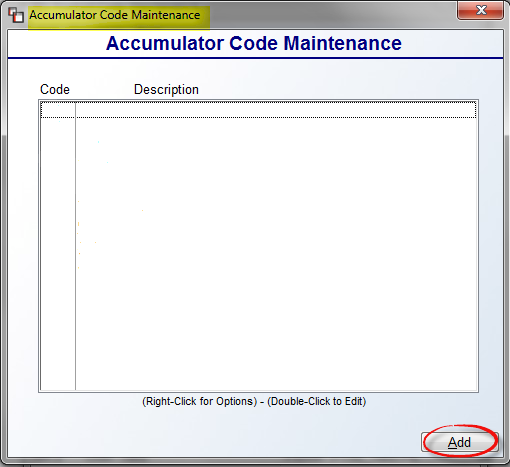 Accumulator Code Maintenance
Accumulator Code Maintenance
Code Description
(Right-Click for Options) - (Double-Click to Edit)
Add